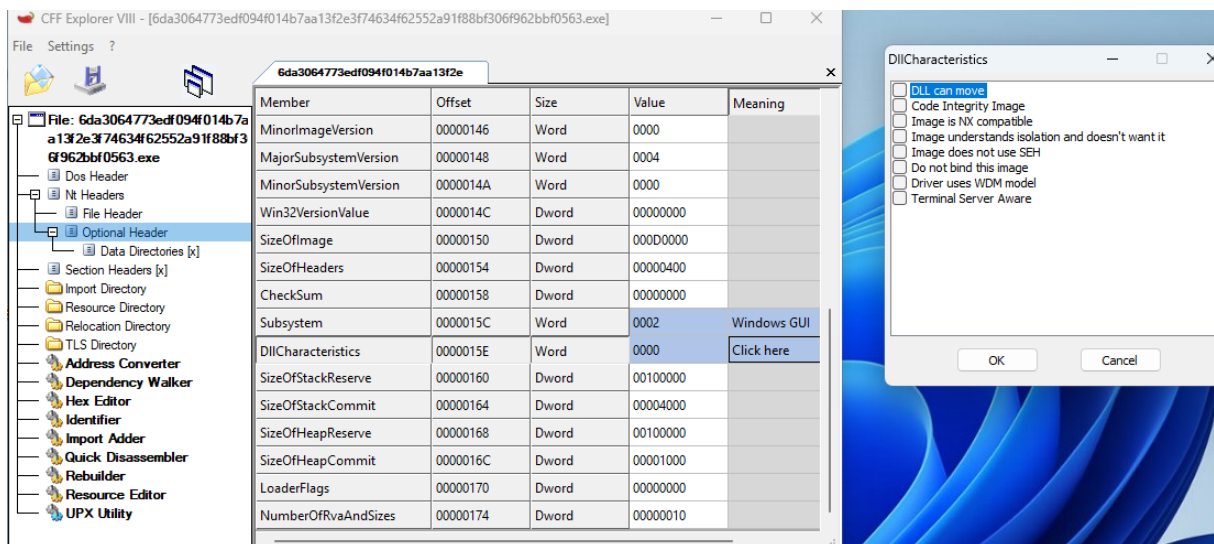 CFF Explorer VIII - [6da3064773edf094f014b7aa13f2e3f74634f62552a91f88bf306f962bbf0563.exe]
File Settings ?
6da3064773edf094f014b7aa13f2e
File: 6da3064773edf094f014b7a
a13f2e3f74634f62552a91f88bf3
6f962bbf0563.exe
Dos Header
Nt Headers
File Header
Optional Header
Data Directories [x]
Section Headers [x]
Import Directory
Resource Directory
Relocation Directory
TLS Directory
Address Converter
Dependency Walker
Hex Editor
Identifier
Import Adder
Quick Disassembler
Rebuilder
Resource Editor
UPX Utility
Member Offset Size Value Meaning
MinorImageVersion 00000146 Word 0000
MajorSubsystemVersion 00000148 Word 0004
MinorSubsystemVersion 0000014A Word 0000
Win32VersionValue 0000014C Dword 00000000
SizeOfImage 00000150 Dword 000D0000
SizeOfHeaders 00000154 Dword 00000400
CheckSum 00000158 Dword 00000000
Subsystem 0000015C Word 0002 Windows GUI
DllCharacteristics 0000015E Word 0000 Click here
SizeOfStackReserve 00000160 Dword 00100000
SizeOfStackCommit 00000164 Dword 00004000
SizeOfHeapReserve 00000168 Dword 00100000
SizeOfHeapCommit 0000016C Dword 00001000
LoaderFlags 00000170 Dword 00000000
NumberOfRvaAndSizes 00000174 Dword 00000010
DllCharacteristics
DLL can move
Code Integrity Image
Image is NX compatible
Image understands isolation and doesn't want it
Image does not use SEH
Do not bind this image
Driver uses WDM model
Terminal Server Aware
OK Cancel